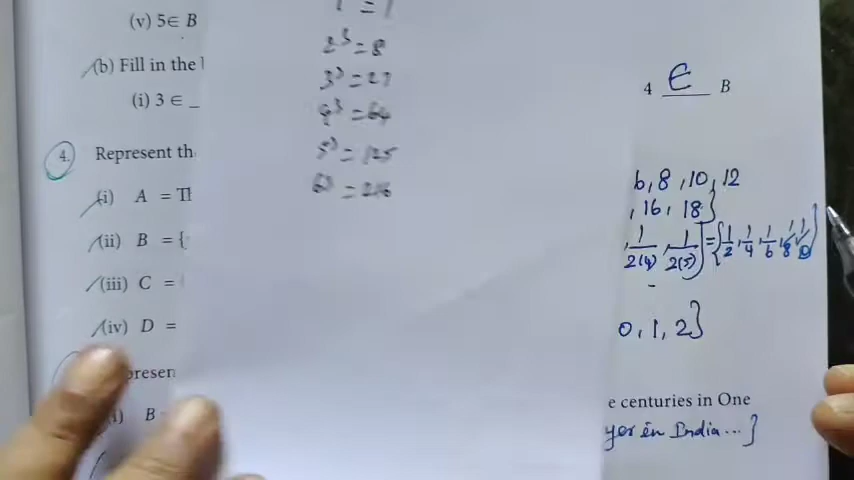 (v) 5∈ B
1 = 1
2³ = 8
(b) Fill in the
3³ = 27
4 ∈ B
(i) 3 ∈ _
4³ = 64
4. Represent th
5³ = 125
6, 8, 10, 12
6³ = 216
(i) A = Th
, 16, 18}
(ii) B = {
, 1/2(4), 1/2(5)} = {1/2, 1/4, 1/6, 1/8, 1/10}
(iii) C =
(iv) D =
0, 1, 2}
presen
e centuries in One
(i) B
yer in India...}